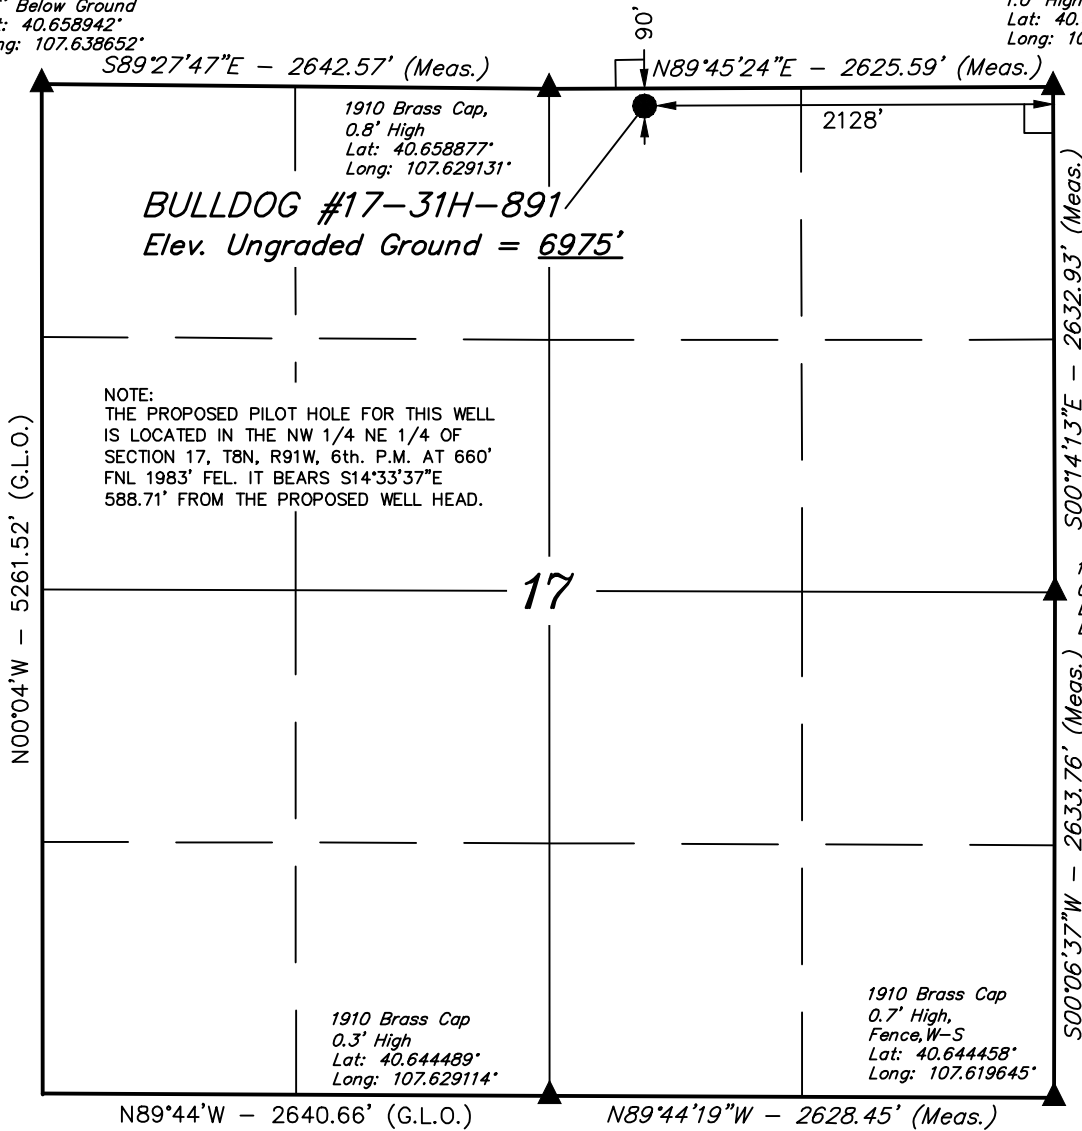 Below Ground
40.658942°
107.638652°
1.0' High
Lat: 40.
Long:
90'
S89°27'47"E – 2642.57' (Meas.)
N89°45'24"E – 2625.59' (Meas.)
1910 Brass Cap,
0.8' High
Lat: 40.658877°
Long: 107.629131°
2128'
BULLDOG #17–31H–891
Elev. Ungraded Ground = 6975'
S00°14'13"E – 2632.93' (Meas.)
NOTE:
THE PROPOSED PILOT HOLE FOR THIS WELL
IS LOCATED IN THE NW 1/4 NE 1/4 OF
SECTION 17, T8N, R91W, 6th. P.M. AT 660'
FNL 1983' FEL. IT BEARS S14°33'37"E
588.71' FROM THE PROPOSED WELL HEAD.
N00°04'W – 5261.52' (G.L.O.)
17
S00°06'37"W – 2633.76' (Meas.)
1910 Brass Cap
0.3' High
Lat: 40.644489°
Long: 107.629114°
1910 Brass Cap
0.7' High,
Fence,W–S
Lat: 40.644458°
Long: 107.619645°
N89°44'W – 2640.66' (G.L.O.)
N89°44'19"W – 2628.45' (Meas.)